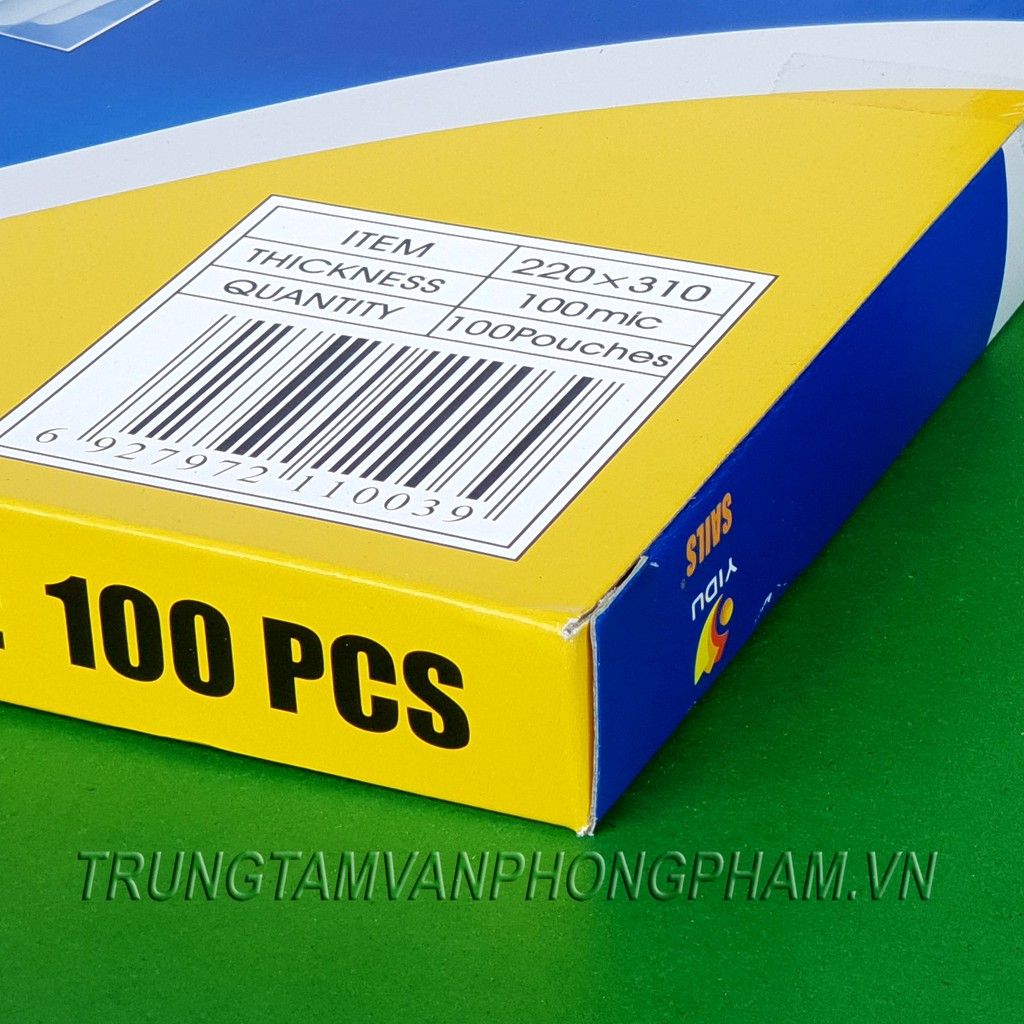 ITEM 220×310
THICKNESS 100mic
QUANTITY 100Pouches
6 927972 110039
SAILS
YIDU
100 PCS
TRUNGTAMVANPHONGPHAM.VN